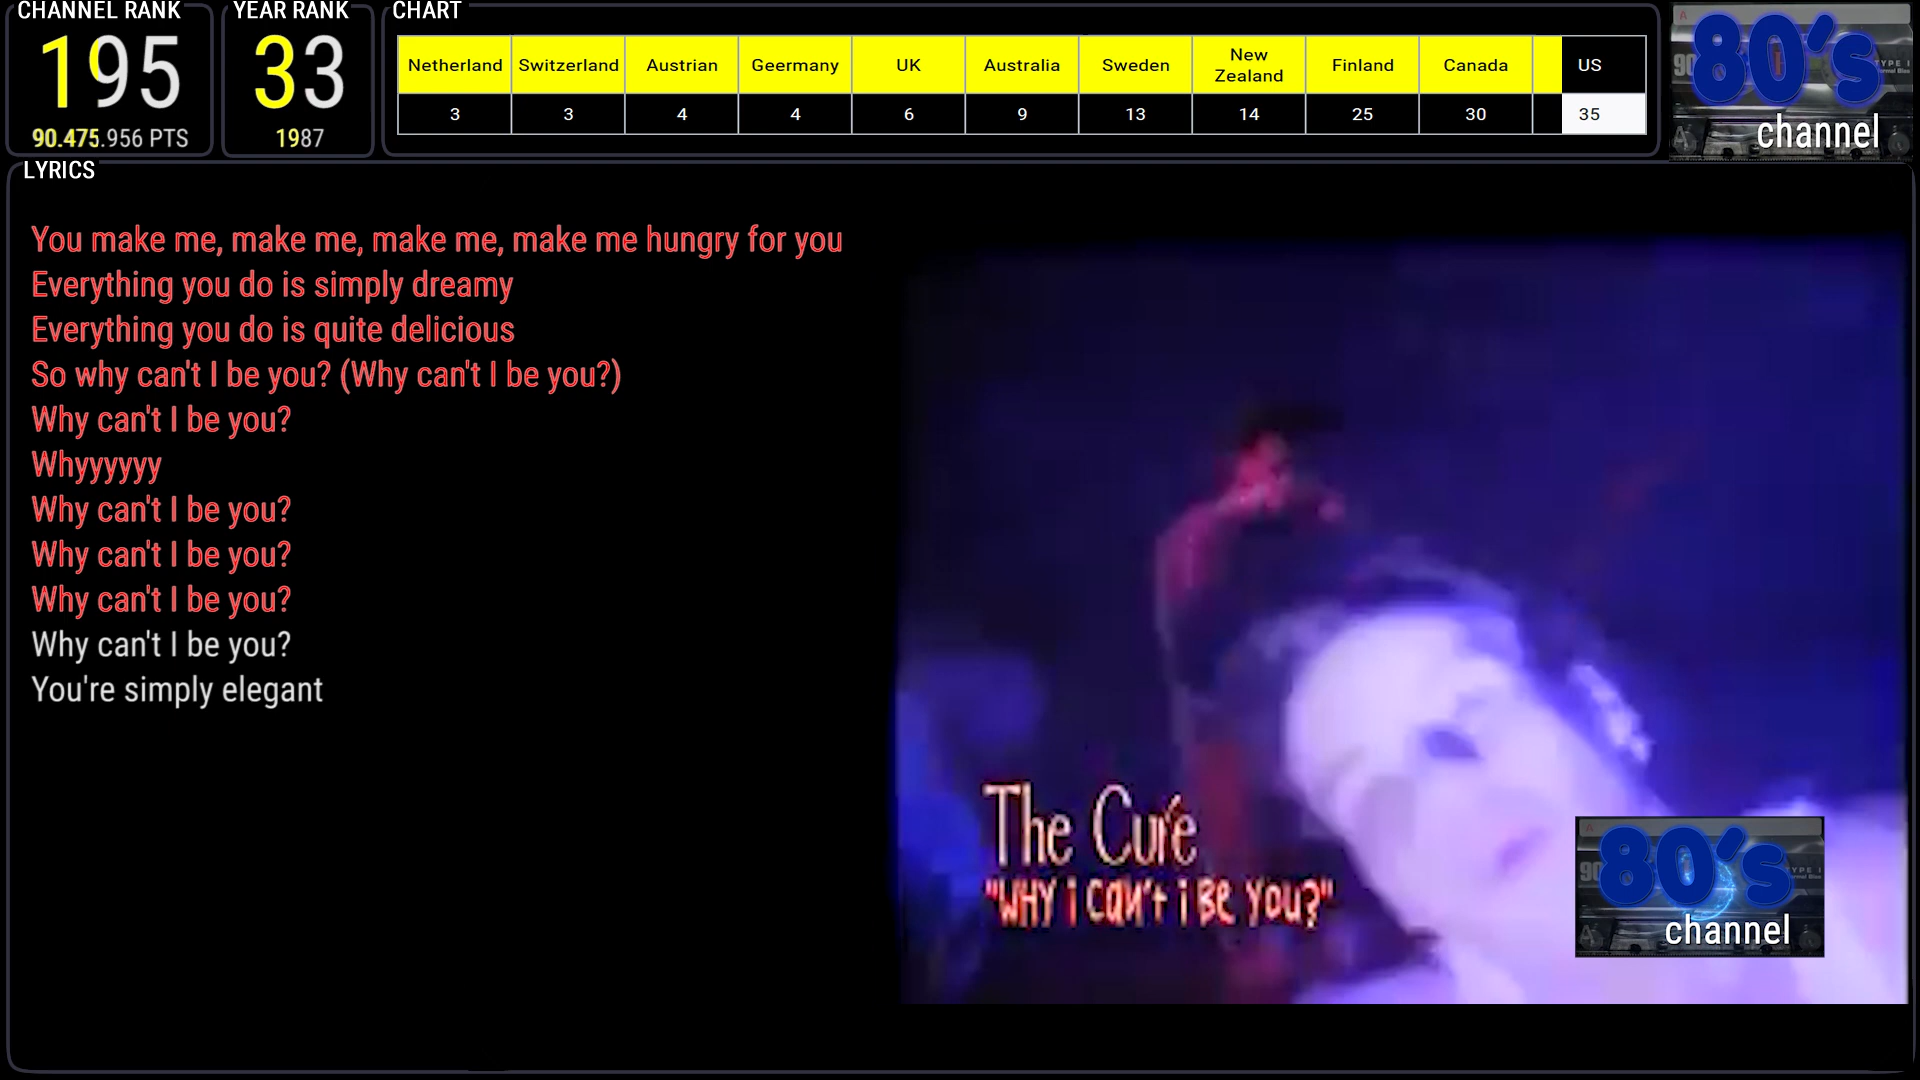 CHANNEL RANK
195
90.475.956 PTS
YEAR RANK
33
1987
CHART
Netherland Switzerland Austrian Geermany UK Australia Sweden New Zealand Finland Canada US
3 3 4 4 6 9 13 14 25 30 35
80's
channel
LYRICS
You make me, make me, make me, make me hungry for you
Everything you do is simply dreamy
Everything you do is quite delicious
So why can't I be you? (Why can't I be you?)
Why can't I be you?
Whyyyyyy
Why can't I be you?
Why can't I be you?
Why can't I be you?
Why can't I be you?
You're simply elegant
The Cure
"WHY i CAN't i BE YOU?"
80's
channel